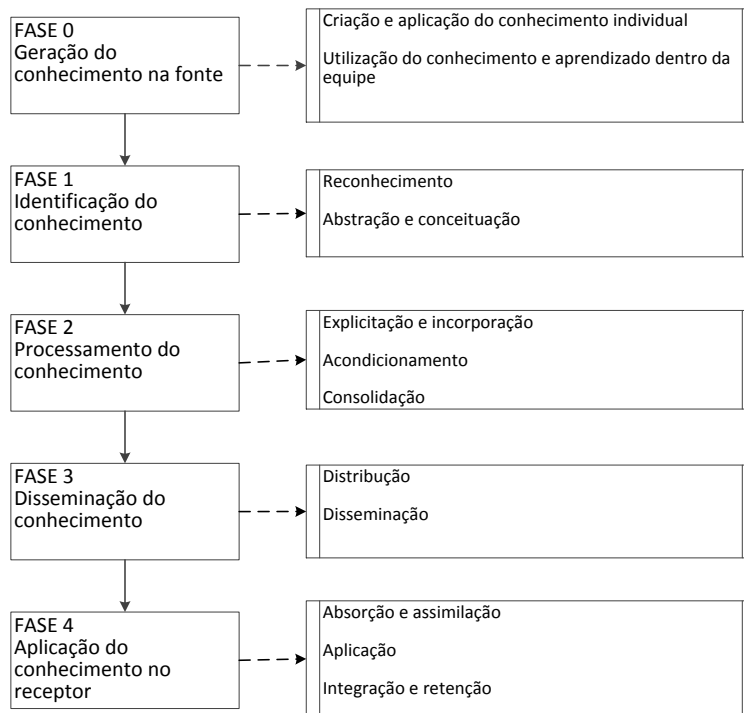 FASE 0
Geração do
conhecimento na fonte
Criação e aplicação do conhecimento individual
Utilização do conhecimento e aprendizado dentro da
equipe
FASE 1
Identificação do
conhecimento
Reconhecimento
Abstração e conceituação
FASE 2
Processamento do
conhecimento
Explicitação e incorporação
Acondicionamento
Consolidação
FASE 3
Disseminação do
conhecimento
Distribução
Disseminação
FASE 4
Aplicação do
conhecimento no
receptor
Absorção e assimilação
Aplicação
Integração e retenção